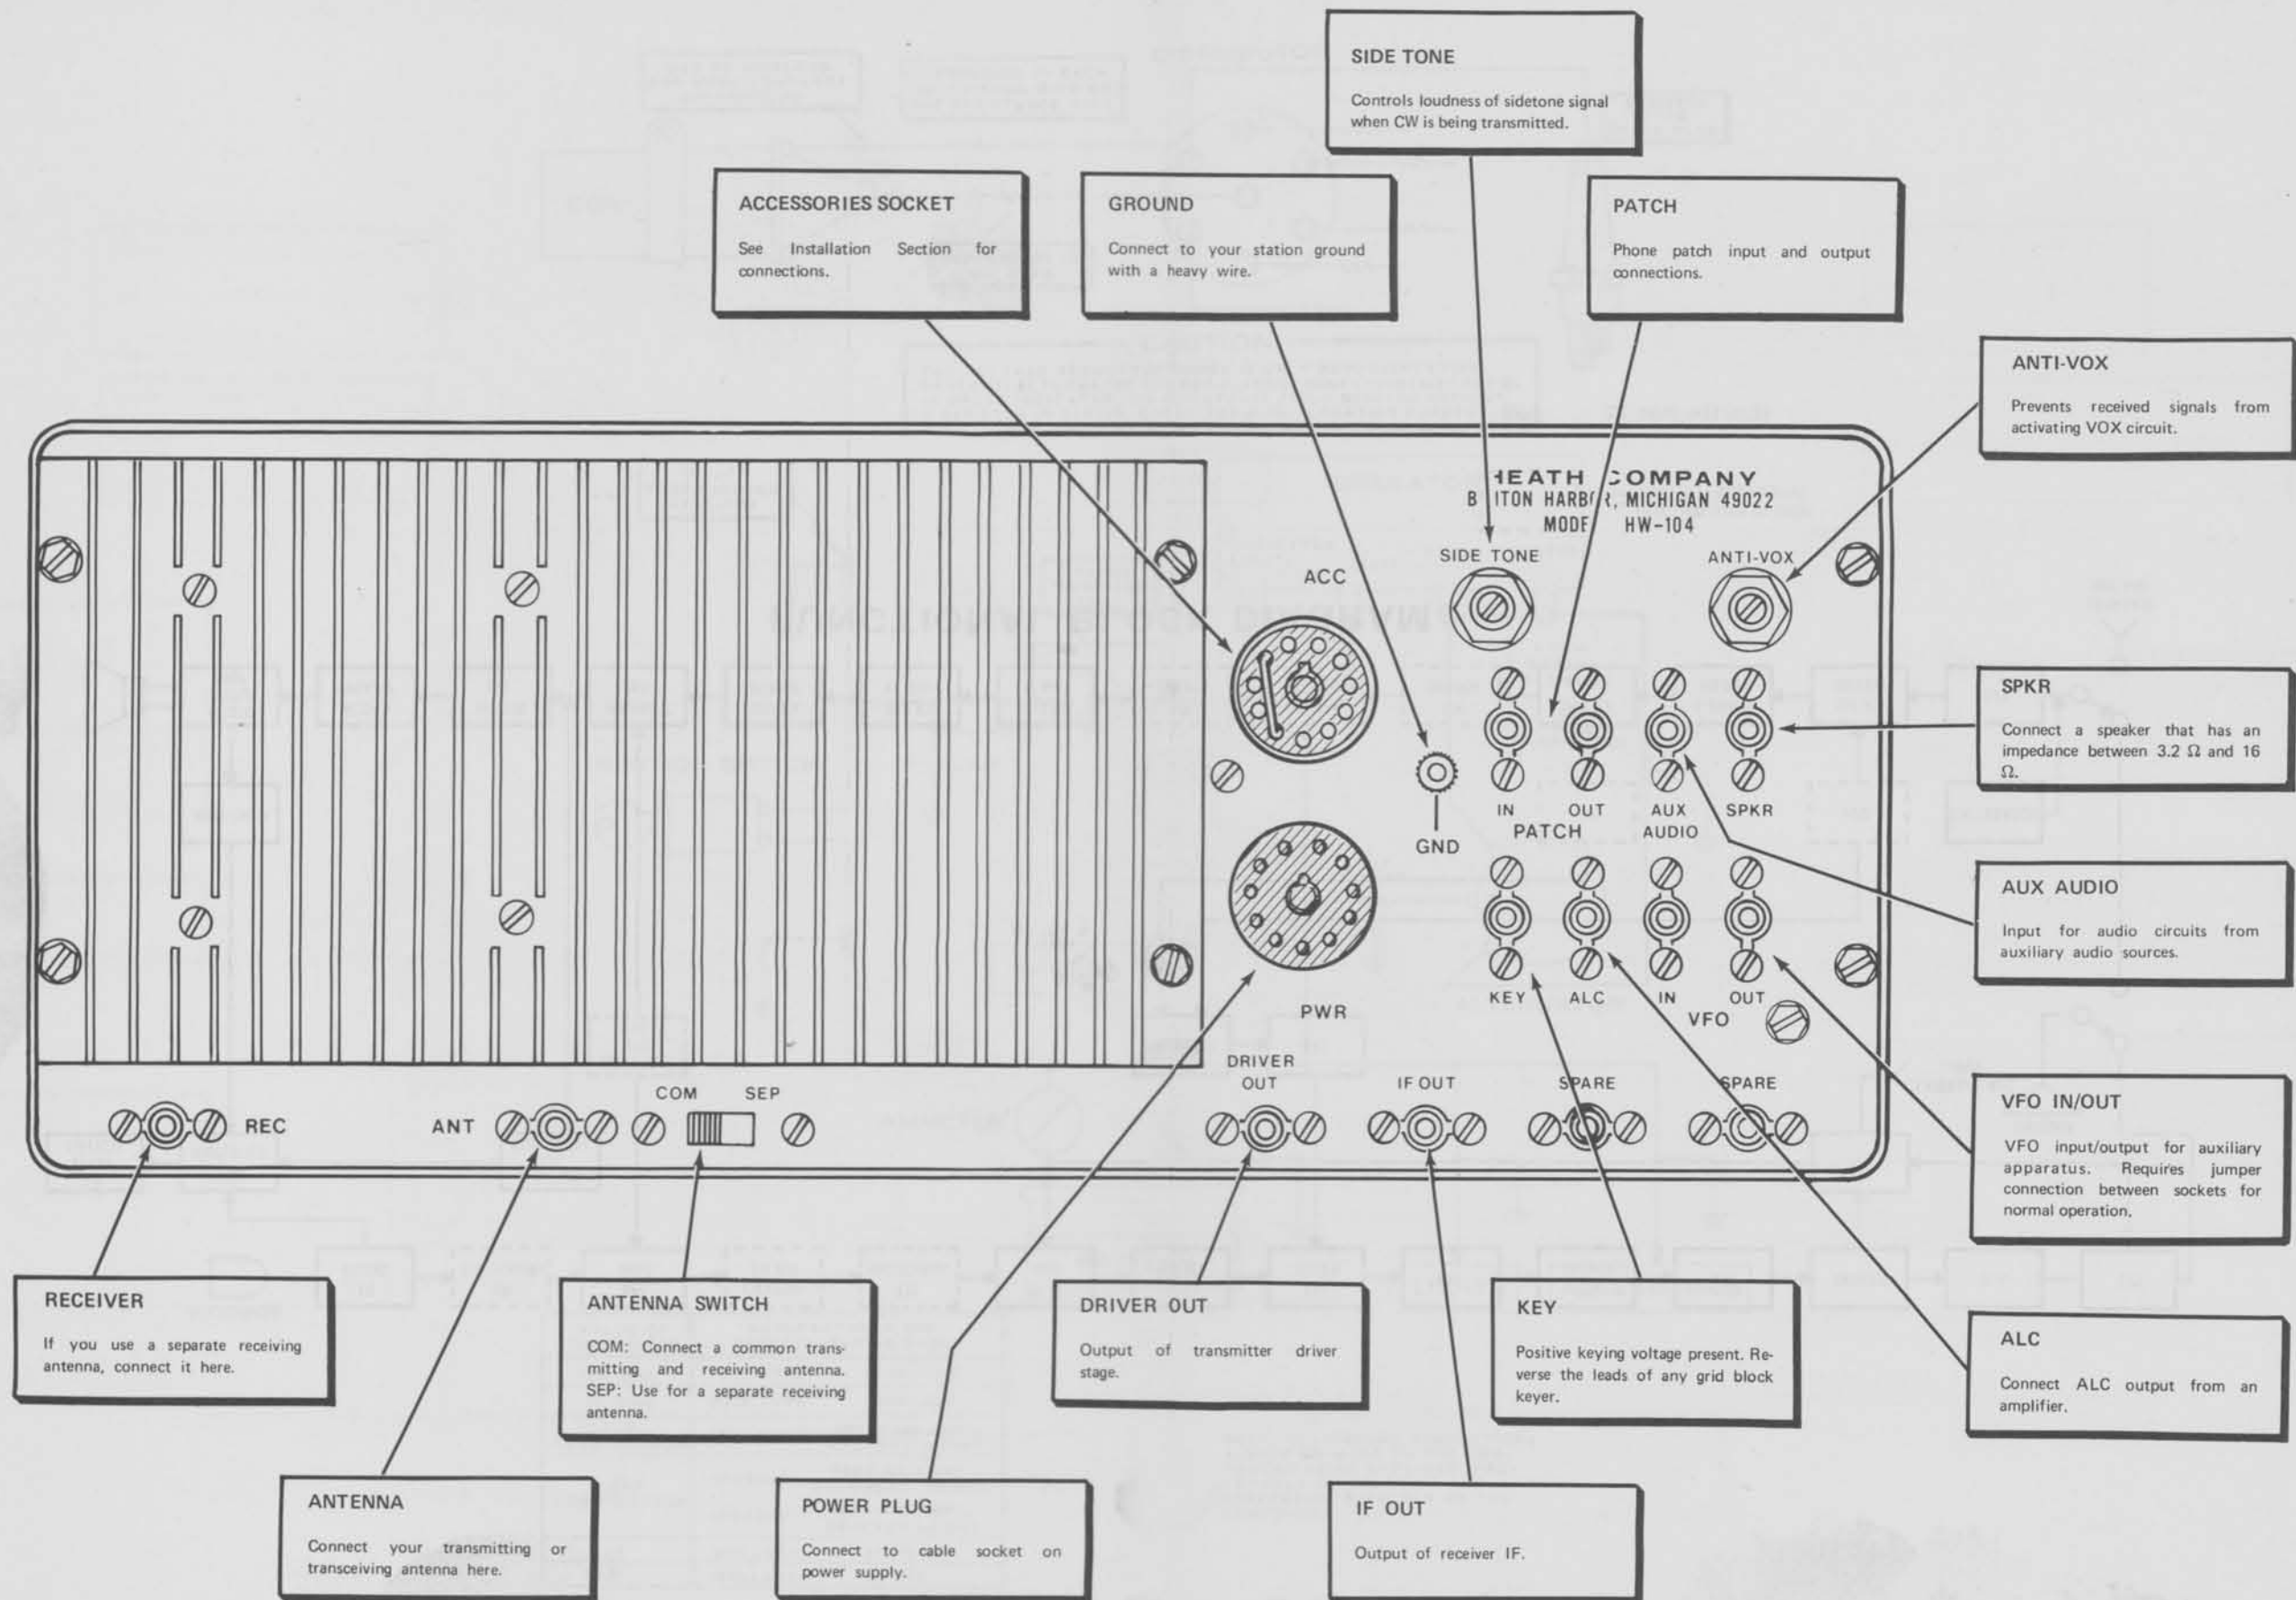 SIDE TONE
Controls loudness of sidetone signal
when CW is being transmitted.
ACCESSORIES SOCKET
See Installation Section for
connections.
GROUND
Connect to your station ground
with a heavy wire.
PATCH
Phone patch input and output
connections.
ANTI-VOX
Prevents received signals from
activating VOX circuit.
HEATH COMPANY
B ITON HARBOR, MICHIGAN 49022
MODE HW-104
SIDE TONE
ANTI-VOX
ACC
SPKR
Connect a speaker that has an
impedance between 3.2 Ω and 16
Ω.
IN
OUT
AUX
SPKR
PATCH
AUDIO
GND
AUX AUDIO
Input for audio circuits from
auxiliary audio sources.
KEY
ALC
IN
OUT
PWR
VFO
DRIVER
OUT
IF OUT
SPARE
SPARE
COM
SEP
REC
ANT
VFO IN/OUT
VFO input/output for auxiliary
apparatus. Requires jumper
connection between sockets for
normal operation.
RECEIVER
If you use a separate receiving
antenna, connect it here.
ANTENNA SWITCH
COM: Connect a common trans-
mitting and receiving antenna.
SEP: Use for a separate receiving
antenna.
DRIVER OUT
Output of transmitter driver
stage.
KEY
Positive keying voltage present. Re-
verse the leads of any grid block
keyer.
ALC
Connect ALC output from an
amplifier.
ANTENNA
Connect your transmitting or
transceiving antenna here.
POWER PLUG
Connect to cable socket on
power supply.
IF OUT
Output of receiver IF.